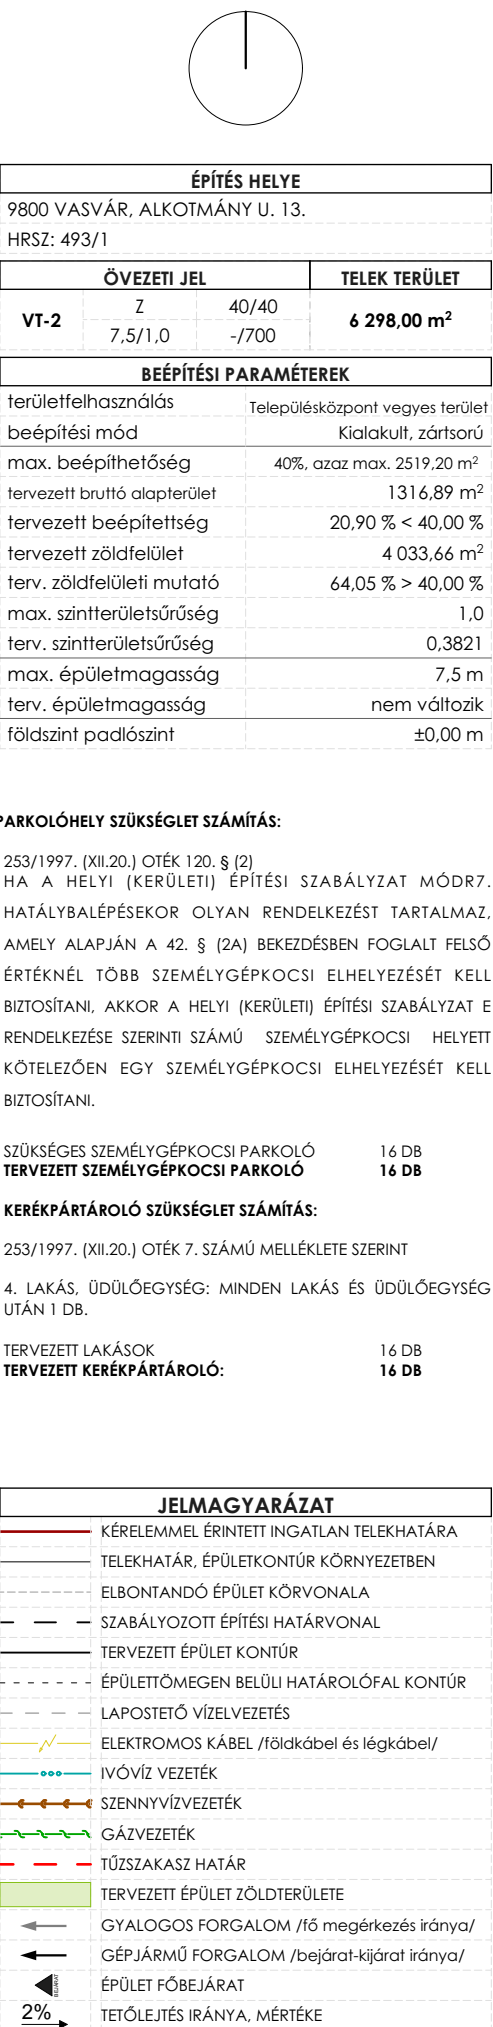 ÉPÍTÉS HELYE
9800 VASVÁR, ALKOTMÁNY U. 13.
HRSZ: 493/1
ÖVEZETI JEL TELEK TERÜLET
VT-2 Z 40/40 6 298,00 m²
7,5/1,0 -/700
BEÉPÍTÉSI PARAMÉTEREK
területfelhasználás Településközpont vegyes terület
beépítési mód Kialakult, zártsorú
max. beépíthetőség 40%, azaz max. 2519,20 m²
tervezett bruttó alapterület 1316,89 m²
tervezett beépítettség 20,90 % < 40,00 %
tervezett zöldfelület 4 033,66 m²
terv. zöldfelületi mutató 64,05 % > 40,00 %
max. szintterületsűrűség 1,0
terv. szintterületsűrűség 0,3821
max. épületmagasság 7,5 m
terv. épületmagasság nem változik
földszint padlószint ±0,00 m
PARKOLÓHELY SZÜKSÉGLET SZÁMÍTÁS:
253/1997. (XII.20.) OTÉK 120. § (2)
HA A HELYI (KERÜLETI) ÉPÍTÉSI SZABÁLYZAT MÓDR7.
HATÁLYBALÉPÉSEKOR OLYAN RENDELKEZÉST TARTALMAZ,
AMELY ALAPJÁN A 42. § (2A) BEKEZDÉSBEN FOGLALT FELSŐ
ÉRTÉKNÉL TÖBB SZEMÉLYGÉPKOCSI ELHELYEZÉSÉT KELL
BIZTOSÍTANI, AKKOR A HELYI (KERÜLETI) ÉPÍTÉSI SZABÁLYZAT E
RENDELKEZÉSE SZERINTI SZÁMÚ SZEMÉLYGÉPKOCSI HELYETT
KÖTELEZŐEN EGY SZEMÉLYGÉPKOCSI ELHELYEZÉSÉT KELL
BIZTOSÍTANI.
SZÜKSÉGES SZEMÉLYGÉPKOCSI PARKOLÓ 16 DB
TERVEZETT SZEMÉLYGÉPKOCSI PARKOLÓ 16 DB
KERÉKPÁRTÁROLÓ SZÜKSÉGLET SZÁMÍTÁS:
253/1997. (XII.20.) OTÉK 7. SZÁMÚ MELLÉKLETE SZERINT
4. LAKÁS, ÜDÜLŐEGYSÉG: MINDEN LAKÁS ÉS ÜDÜLŐEGYSÉG
UTÁN 1 DB.
TERVEZETT LAKÁSOK 16 DB
TERVEZETT KERÉKPÁRTÁROLÓ: 16 DB
JELMAGYARÁZAT
KÉRELEMMEL ÉRINTETT INGATLAN TELEKHATÁRA
TELEKHATÁR, ÉPÜLETKONTÚR KÖRNYEZETBEN
ELBONTANDÓ ÉPÜLET KÖRVONALA
SZABÁLYOZOTT ÉPÍTÉSI HATÁRVONAL
TERVEZETT ÉPÜLET KONTÚR
ÉPÜLETTÖMEGEN BELÜLI HATÁROLÓFAL KONTÚR
LAPOSTETŐ VÍZELVEZETÉS
ELEKTROMOS KÁBEL /földkábel és légkábel/
IVÓVÍZ VEZETÉK
SZENNYVÍZVEZETÉK
GÁZVEZETÉK
TŰZSZAKASZ HATÁR
TERVEZETT ÉPÜLET ZÖLDTERÜLETE
GYALOGOS FORGALOM /fő megérkezés iránya/
GÉPJÁRMŰ FORGALOM /bejárat-kijárat iránya/
BEJÁRAT ÉPÜLET FŐBEJÁRAT
2% TETŐLEJTÉS IRÁNYA, MÉRTÉKE